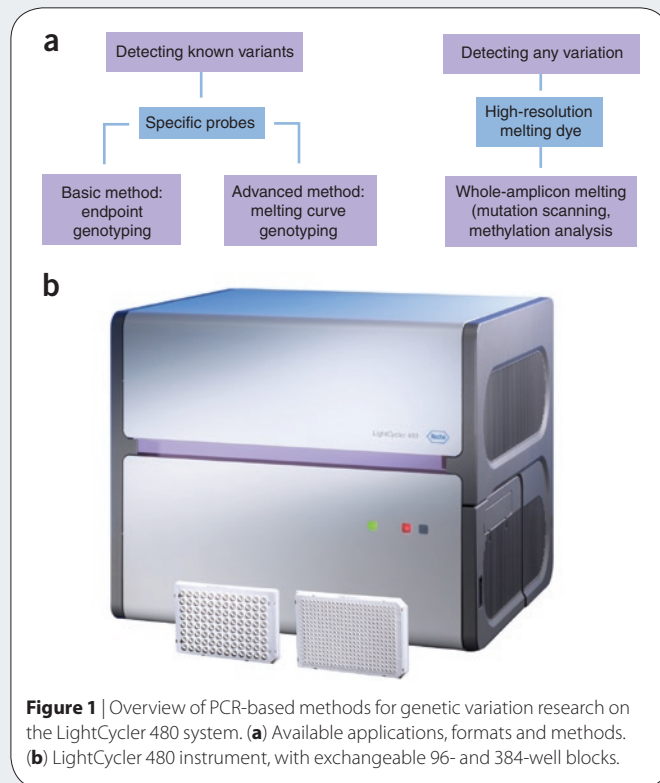 a
Detecting known variants
Specific probes
Basic method:
endpoint
genotyping
Advanced method:
melting curve
genotyping
Detecting any variation
High-resolution
melting dye
Whole-amplicon melting
(mutation scanning,
methylation analysis
b
LightCycler 480
Roche
Figure 1 | Overview of PCR-based methods for genetic variation research on
the LightCycler 480 system. (a) Available applications, formats and methods.
(b) LightCycler 480 instrument, with exchangeable 96- and 384-well blocks.